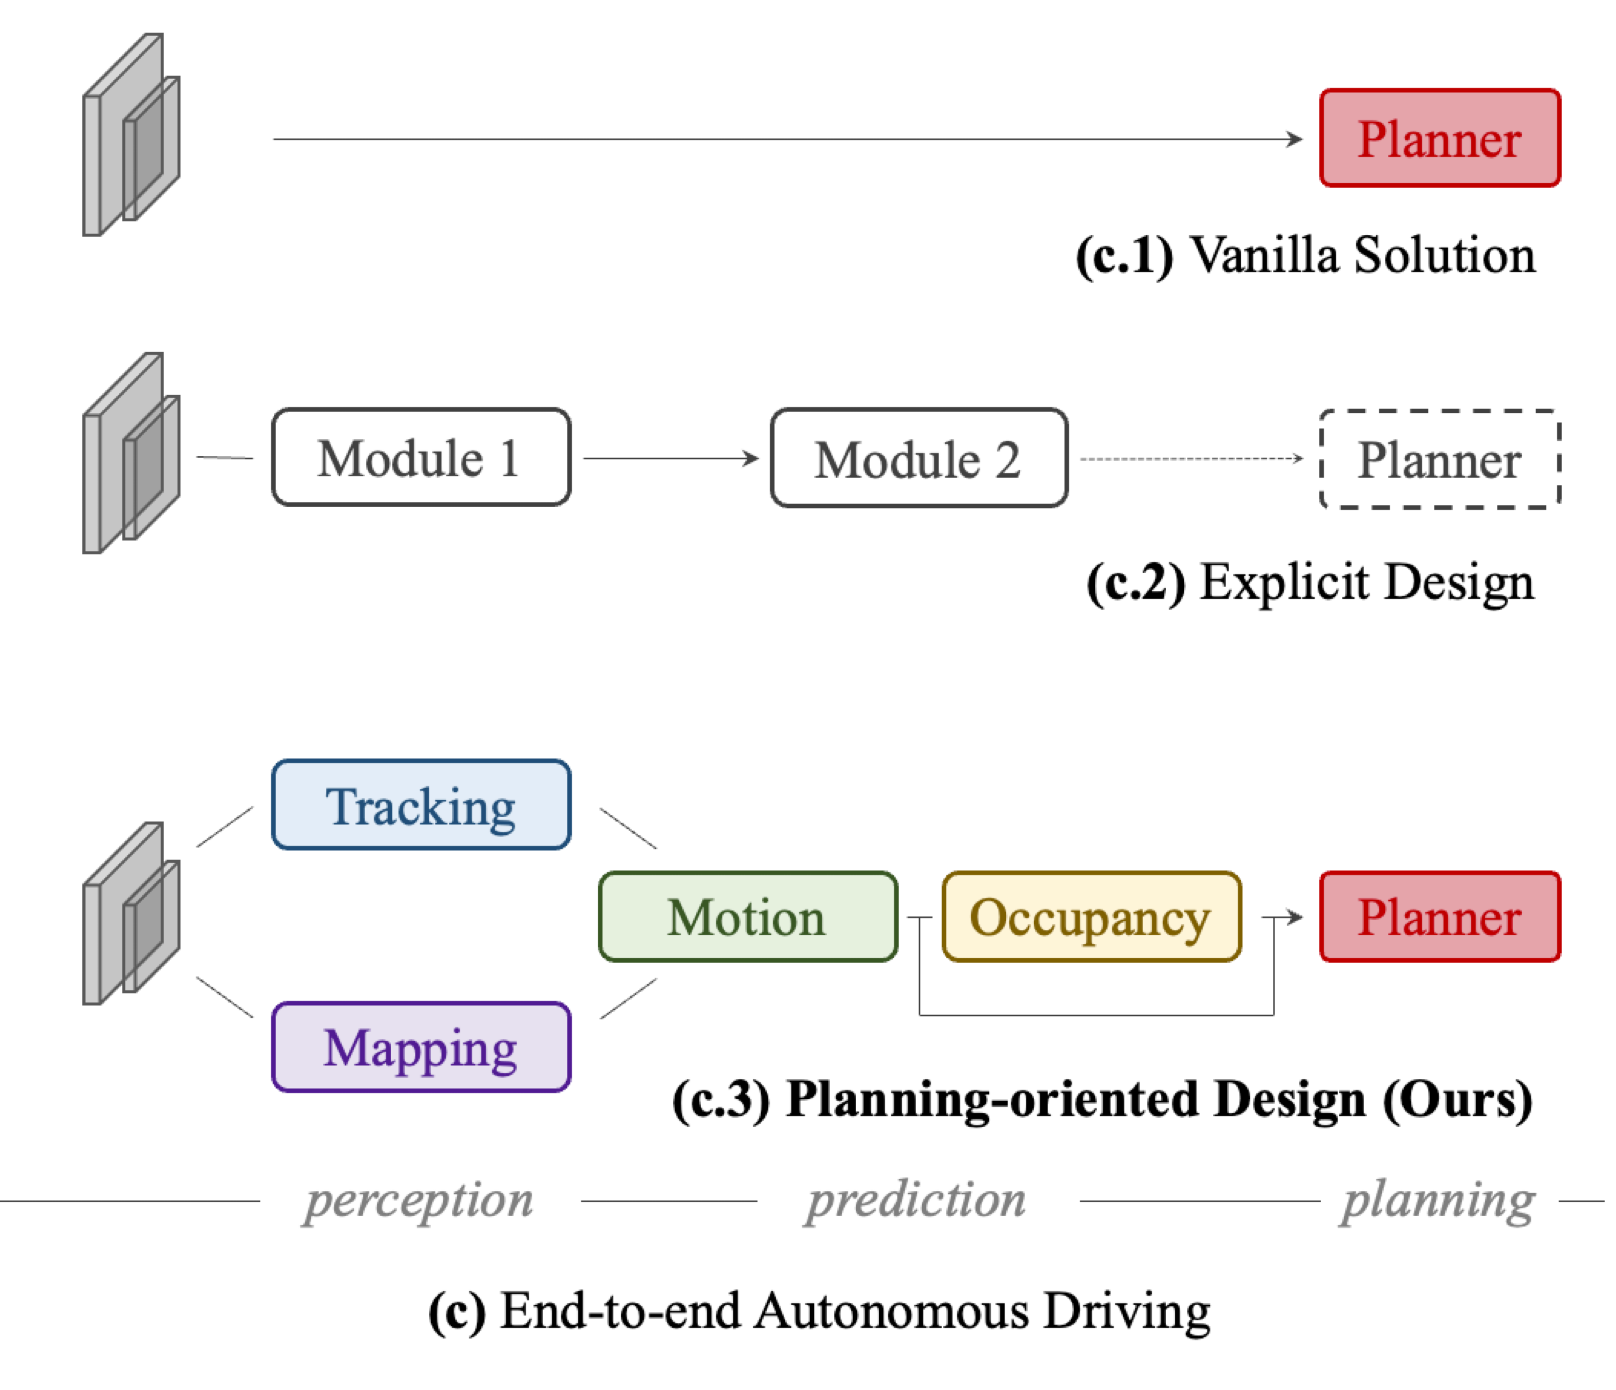 Planner
(c.1) Vanilla Solution
Module 1
Module 2
Planner
(c.2) Explicit Design
Tracking
Motion
Occupancy
Planner
Mapping
(c.3) Planning-oriented Design (Ours)
perception
prediction
planning
(c) End-to-end Autonomous Driving